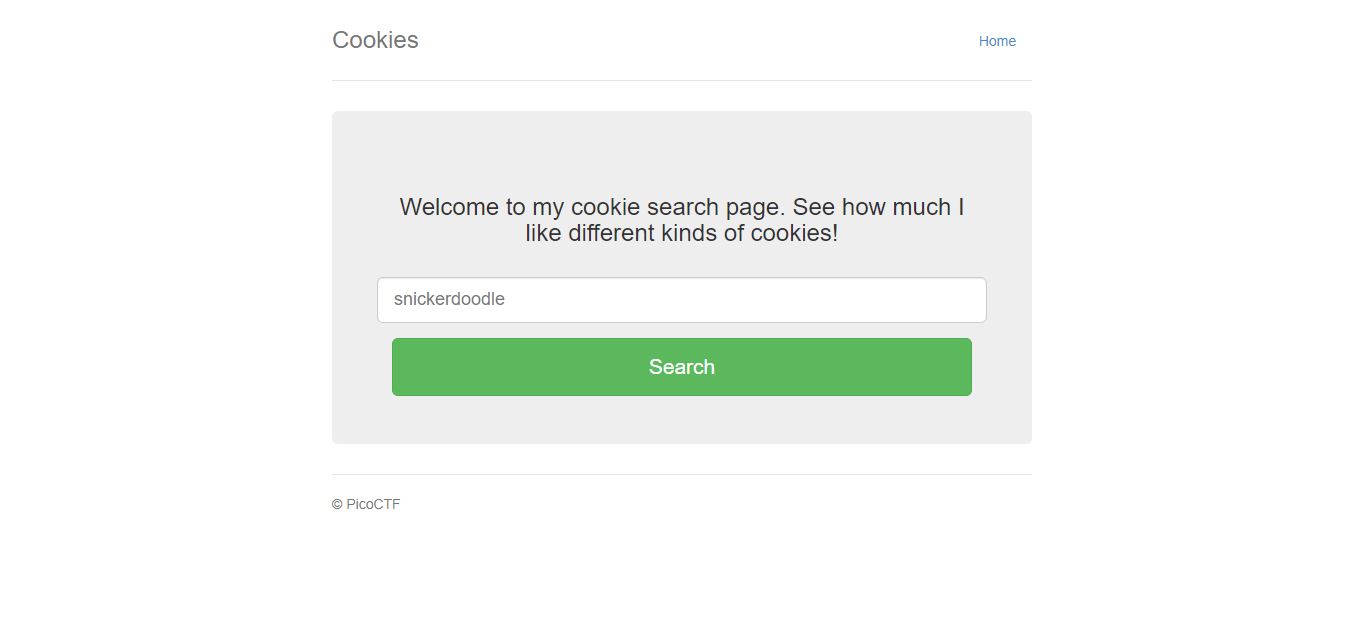 Cookies
Home
Welcome to my cookie search page. See how much I
like different kinds of cookies!
snickerdoodle
Search
© PicoCTF